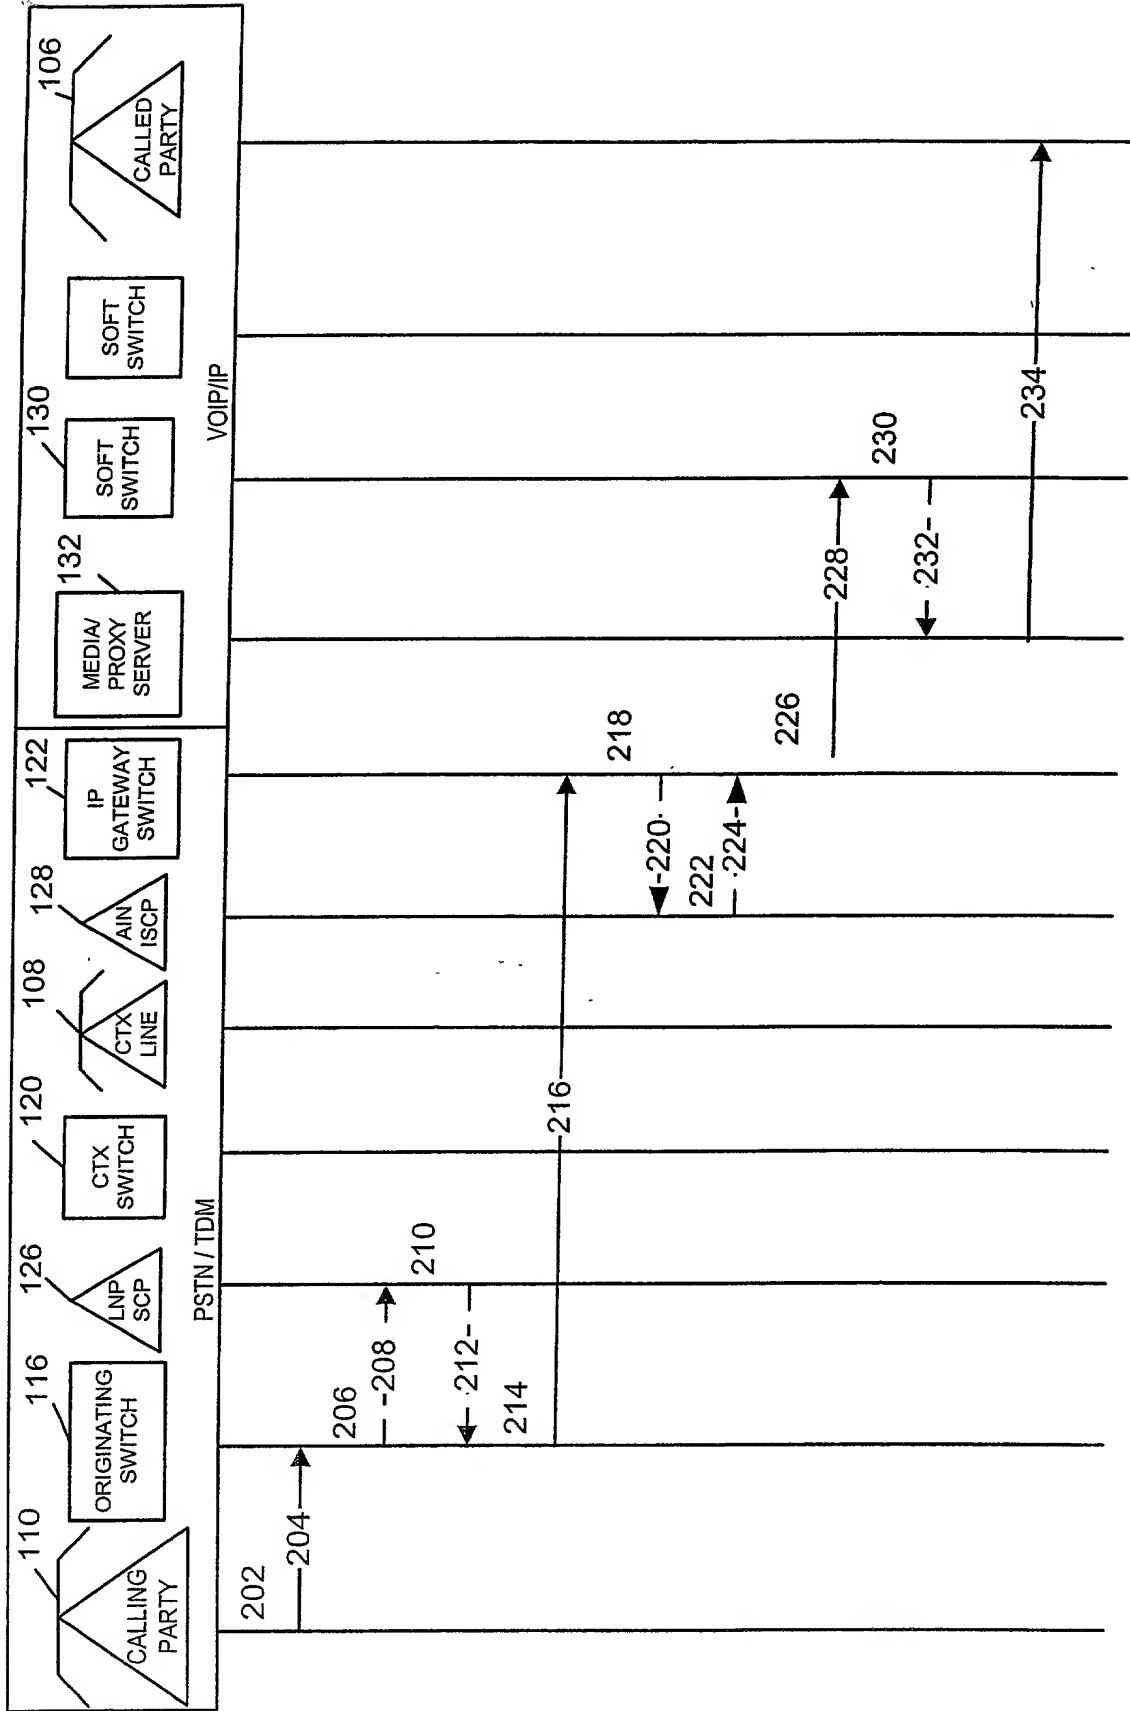 110
CALLING
PARTY
116
ORIGINATING
SWITCH
126
LNP
SCP
120
CTX
SWITCH
108
CTX
LINE
128
AIN
ISCP
122
IP
GATEWAY
SWITCH
132
MEDIA/
PROXY
SERVER
130
SOFT
SWITCH
SOFT
SWITCH
106
CALLED
PARTY
PSTN / TDM
VOIP/IP
202
204
206
208
210
212
214
216
218
220
222
224
226
228
230
232
234